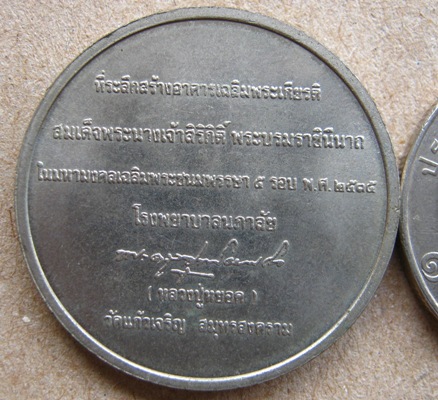 ที่ระลึกสร้างอาคารเฉลิมพระเกียรติ
สมเด็จพระนางเจ้าสิริกิติ์ พระบรมราชินีนาถ
ในมหามงคลเฉลิมพระชนมพรรษา ๕ รอบ พ.ศ.๒๕๓๕
โรงพยาบาลนภาลัย
(หลวงปู่หยอด)
วัดแก้วเจริญ สมุทรสงคราม